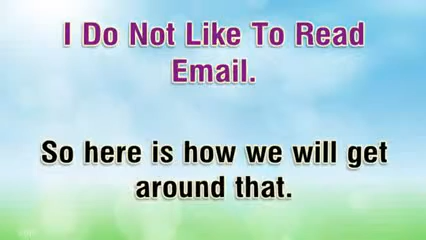 I Do Not Like To Read
Email.
So here is how we will get
around that.